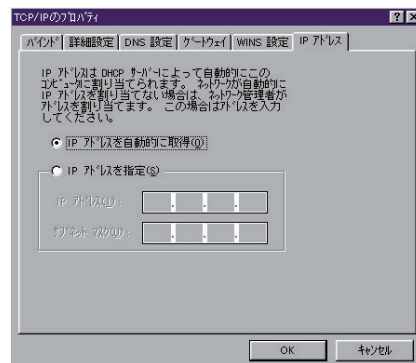 TCP/IPのプロパティ
バインド 詳細設定 DNS 設定 ゲートウェイ WINS 設定 IP アドレス
IP アドレスは DHCP サーバーによって自動的にこの
コンピュータに割り当てられます。 ネットワークが自動的に
IP アドレスを割り当てない場合は、ネットワーク管理者が
アドレスを割り当てます。 この場合はアドレスを入力
してください。
IP アドレスを自動的に取得(O)
IP アドレスを指定(S)
IP アドレス(I):
サブネット マスク(U):
OK キャンセル